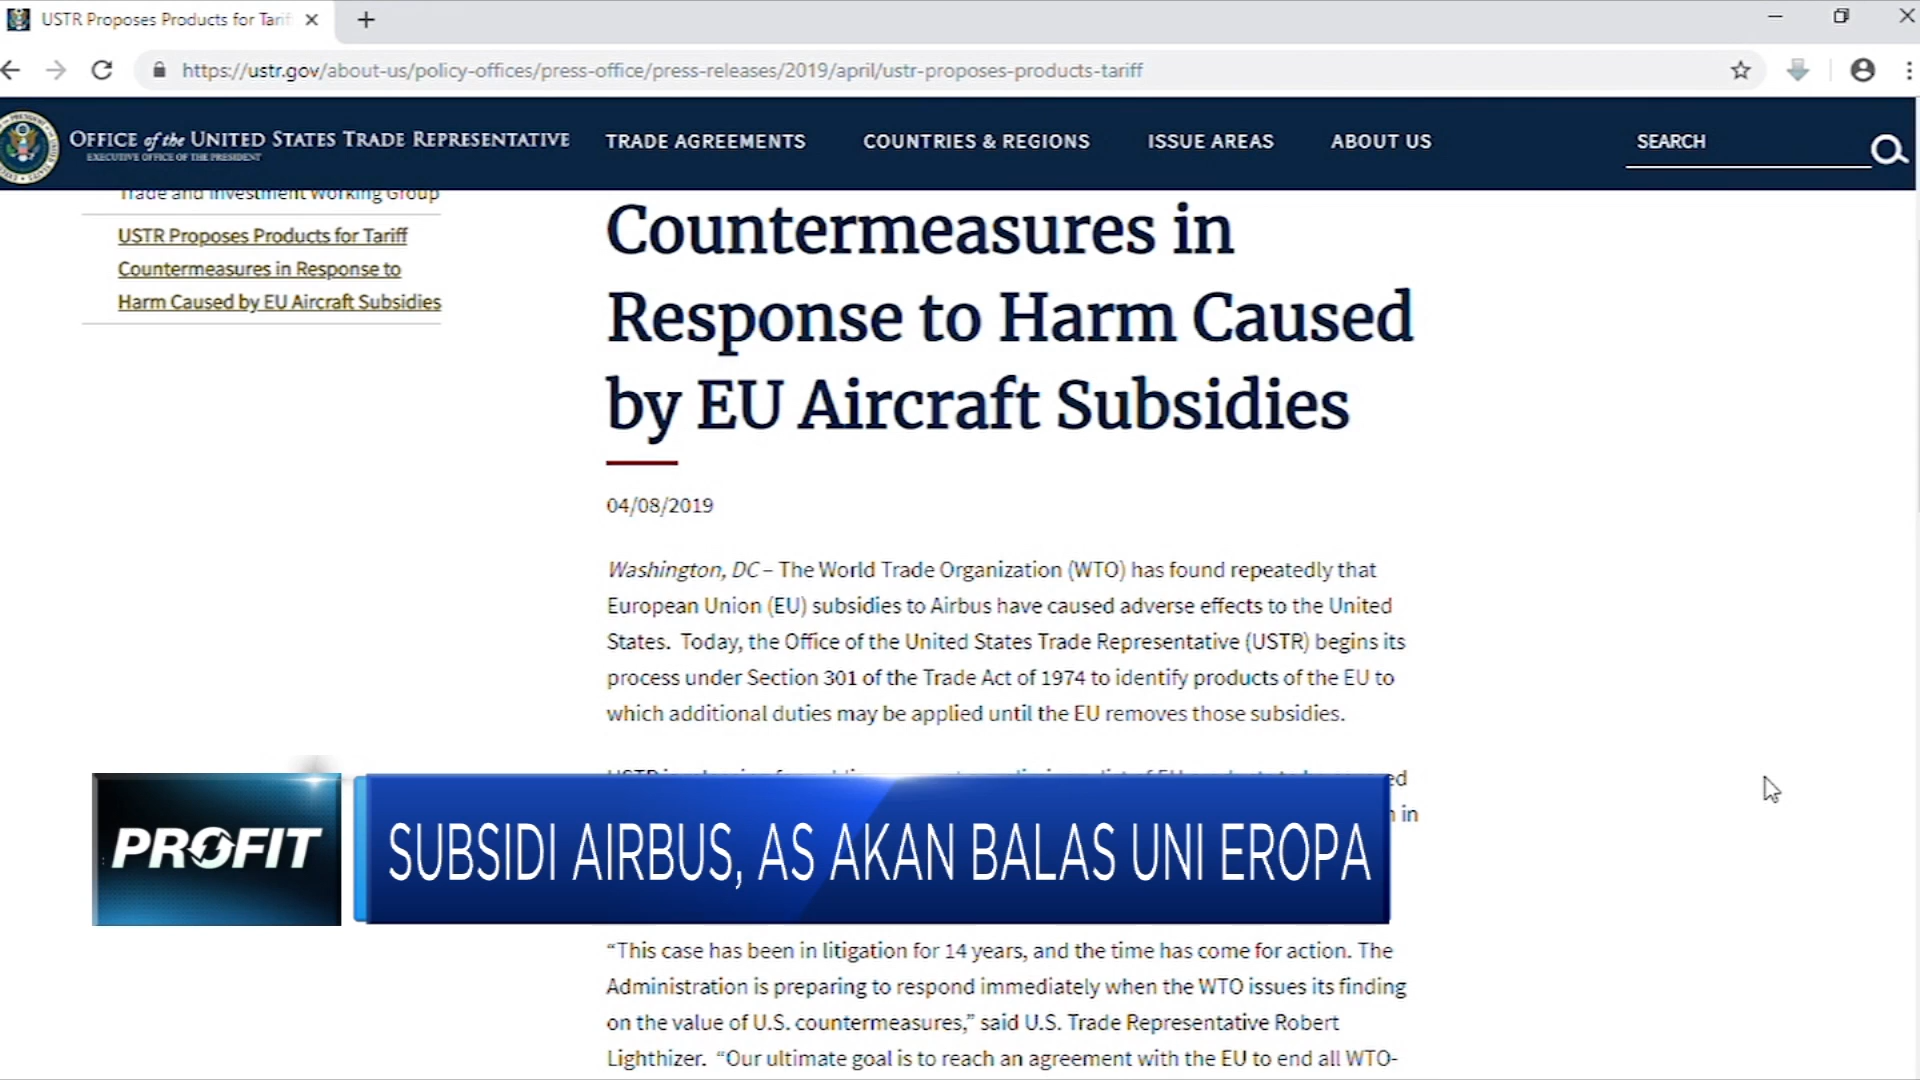 USTR Proposes Products for Tarif
https://ustr.gov/about-us/policy-offices/press-office/press-releases/2019/april/ustr-proposes-products-tariff
OFFICE of the UNITED STATES TRADE REPRESENTATIVE
EXECUTIVE OFFICE OF THE PRESIDENT
TRADE AGREEMENTS
COUNTRIES & REGIONS
ISSUE AREAS
ABOUT US
SEARCH
Trade and Investment Working Group
USTR Proposes Products for Tariff
Countermeasures in Response to
Harm Caused by EU Aircraft Subsidies
Countermeasures in
Response to Harm Caused
by EU Aircraft Subsidies
04/08/2019
Washington, DC – The World Trade Organization (WTO) has found repeatedly that
European Union (EU) subsidies to Airbus have caused adverse effects to the United
States.  Today, the Office of the United States Trade Representative (USTR) begins its
process under Section 301 of the Trade Act of 1974 to identify products of the EU to
which additional duties may be applied until the EU removes those subsidies.
in
PROFIT
SUBSIDI AIRBUS, AS AKAN BALAS UNI EROPA
“This case has been in litigation for 14 years, and the time has come for action. The
Administration is preparing to respond immediately when the WTO issues its finding
on the value of U.S. countermeasures,” said U.S. Trade Representative Robert
Lighthizer.  “Our ultimate goal is to reach an agreement with the EU to end all WTO-